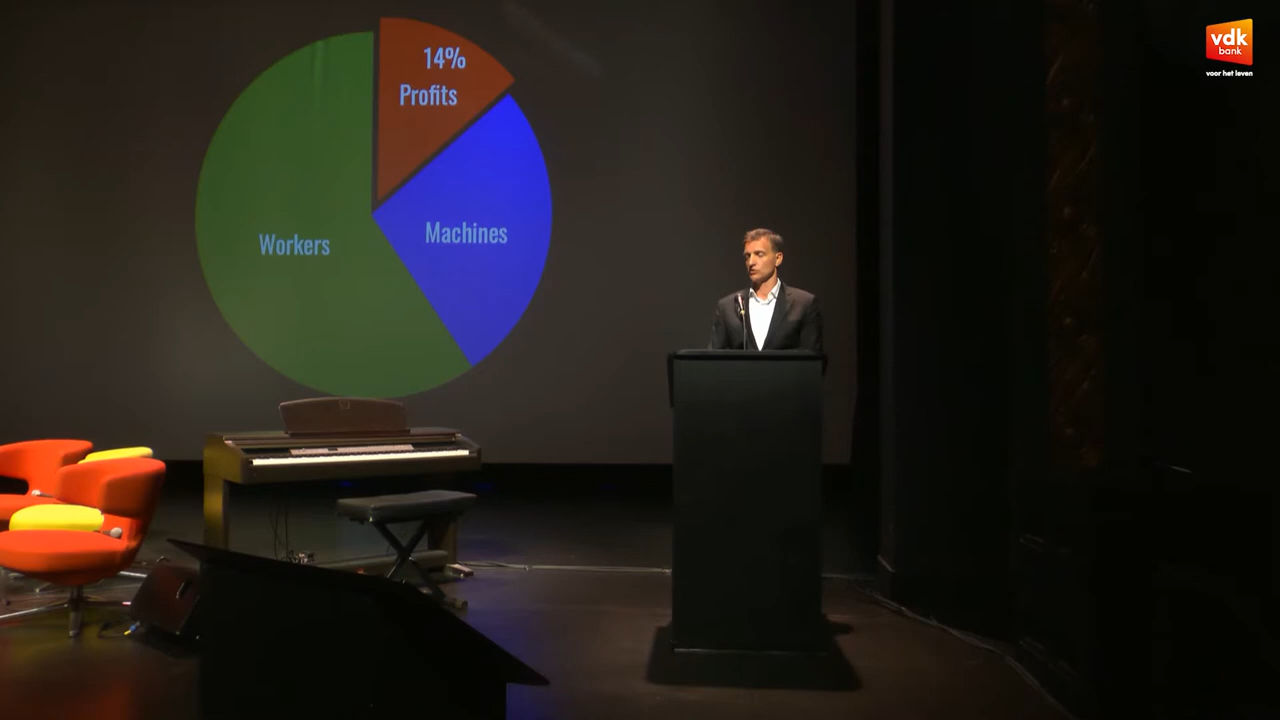 14%
Profits
Workers
Machines
vdk
bank
voor het leven